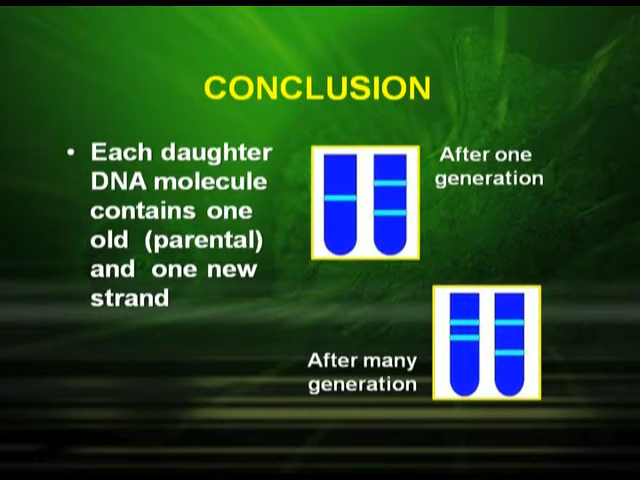 CONCLUSION
• Each daughter
DNA molecule
contains one
old (parental)
and one new
strand
After one
generation
After many
generation